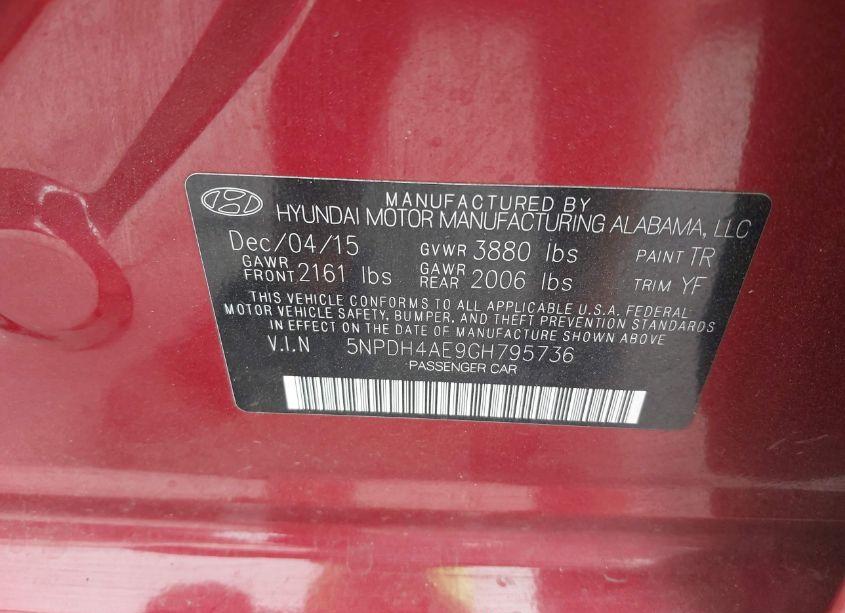 MANUFACTURED BY
HYUNDAI MOTOR MANUFACTURING ALABAMA, LLC
Dec/04/15 GVWR 3880 lbs PAINT TR
GAWR FRONT 2161 lbs GAWR REAR 2006 lbs TRIM YF
THIS VEHICLE CONFORMS TO ALL APPLICABLE U.S.A. FEDERAL
MOTOR VEHICLE SAFETY, BUMPER, AND THEFT PREVENTION STANDARDS
IN EFFECT ON THE DATE OF MANUFACTURE SHOWN ABOVE
V.I.N 5NPDH4AE9GH795736
PASSENGER CAR